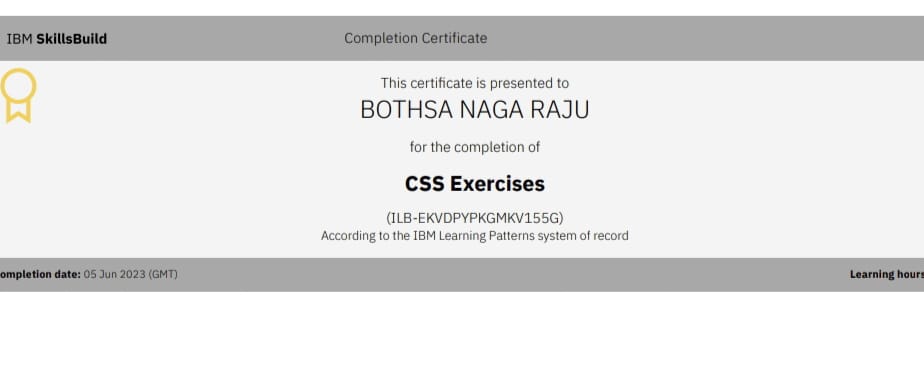 IBM SkillsBuild
Completion Certificate
This certificate is presented to
BOTHSA NAGA RAJU
for the completion of
CSS Exercises
(ILB-EKVDPYPKGMKV155G)
According to the IBM Learning Patterns system of record
ompletion date: 05 Jun 2023 (GMT)
Learning hours